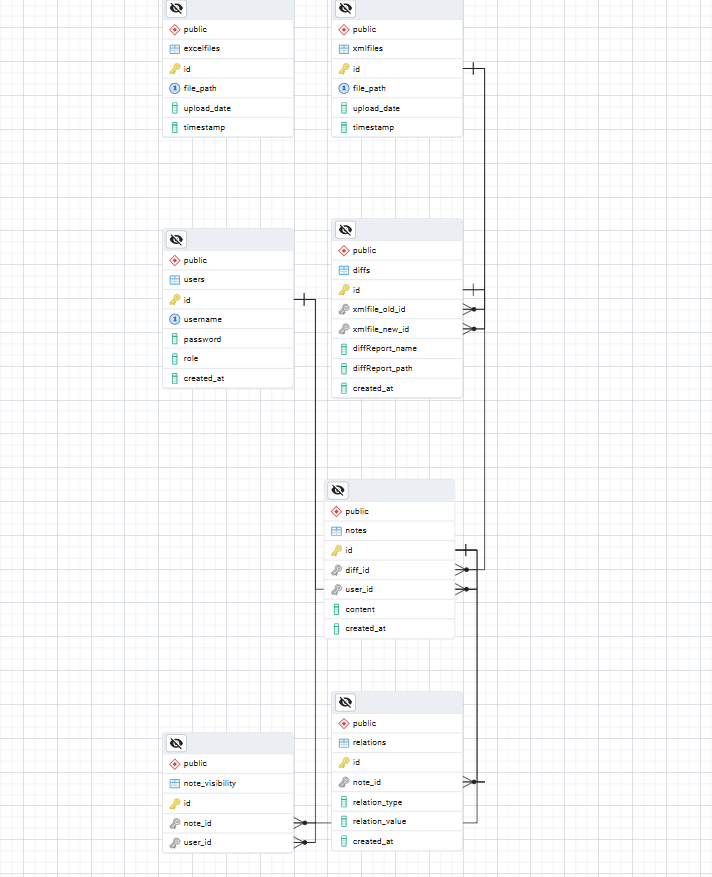 public
excelfiles
id
file_path
upload_date
timestamp
public
xmlfiles
id
file_path
upload_date
timestamp
public
users
id
username
password
role
created_at
public
diffs
id
xmlfile_old_id
xmlfile_new_id
diffReport_name
diffReport_path
created_at
public
notes
id
diff_id
user_id
content
created_at
public
note_visibility
id
note_id
user_id
public
relations
id
note_id
relation_type
relation_value
created_at